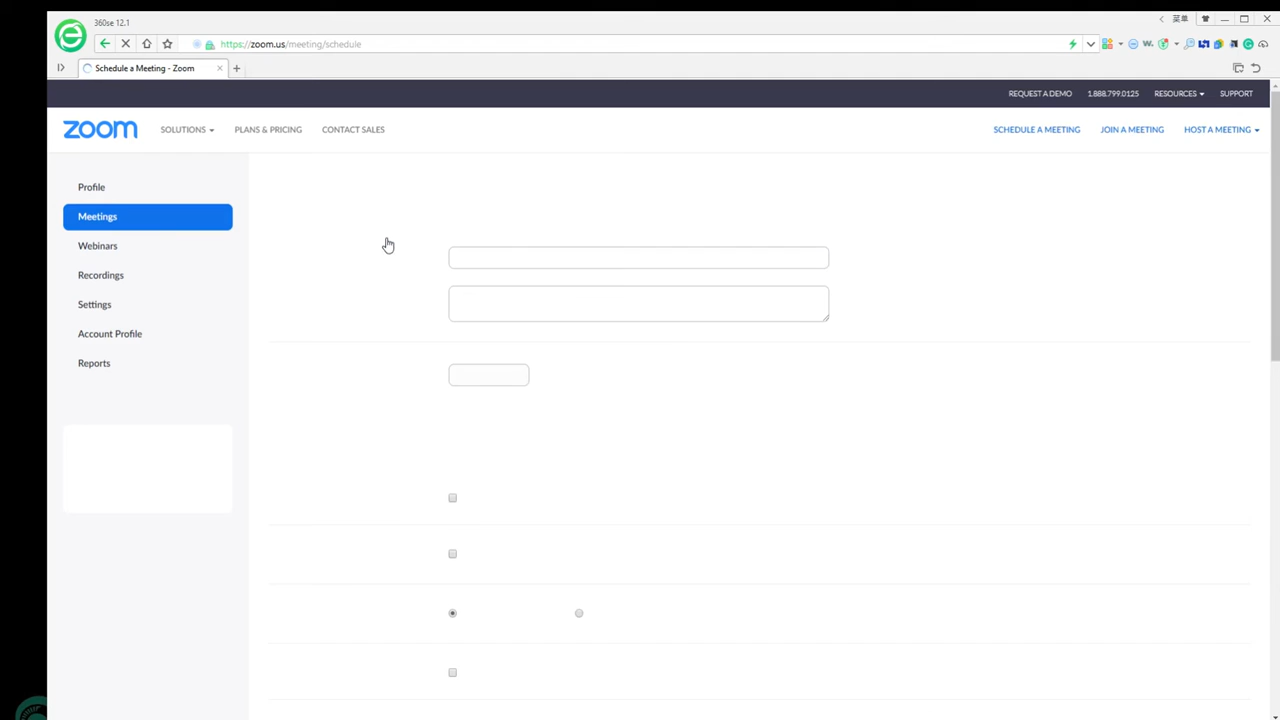 360se 12.1
菜单
https://zoom.us/meeting/schedule
Schedule a Meeting - Zoom
REQUEST A DEMO 1.888.799.0125 RESOURCES SUPPORT
zoom SOLUTIONS PLANS & PRICING CONTACT SALES SCHEDULE A MEETING JOIN A MEETING HOST A MEETING
Profile
Meetings
Webinars
Recordings
Settings
Account Profile
Reports